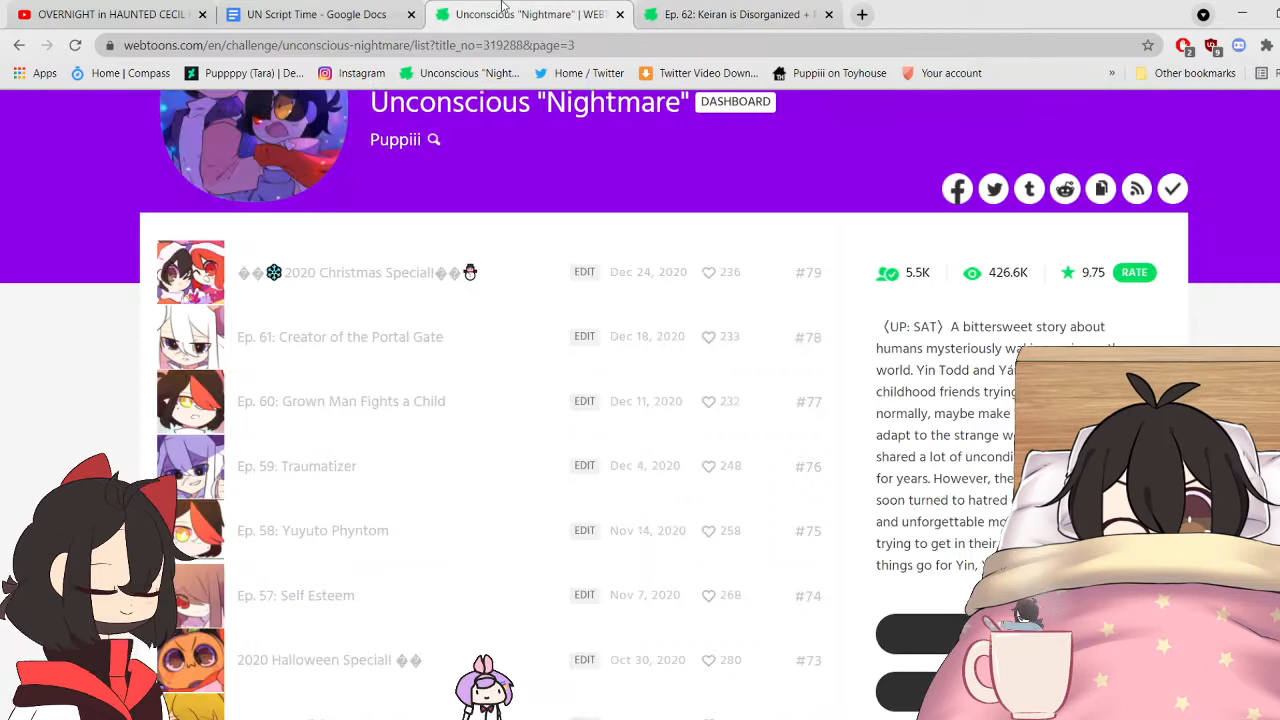 OVERNIGHT in HAUNTED CECIL
UN Script Time - Google Docs
Unconscious "Nightmare" | WEBT
Ep. 62: Keiran is Disorganized +
webtoons.com/en/challenge/unconscious-nightmare/list?title_no=319288&page=3
2
9
Apps
Home | Compass
Puppppy (Tara) | ...
Instagram
Unconscious "Night...
Home / Twitter
Twitter Video Down...
Puppiii on Toyhouse
Your account
»
Other bookmarks
Unconscious "Nightmare" DASHBOARD
Puppiii
��2020 Christmas Special!�� EDIT Dec 24, 2020 236 #79
Ep. 61: Creator of the Portal Gate EDIT Dec 18, 2020 233 #78
Ep. 60: Grown Man Fights a Child EDIT Dec 11, 2020 232 #77
Ep. 59: Traumatizer EDIT Dec 4, 2020 248 #76
Ep. 58: Yuyuto Phyntom EDIT Nov 14, 2020 258 #75
Ep. 57: Self Esteem EDIT Nov 7, 2020 268 #74
2020 Halloween Special! �� EDIT Oct 30, 2020 280 #73
5.5K 426.6K 9.75 RATE
〈UP: SAT〉A bittersweet story about
humans mysteriously
world. Yin Todd and
childhood friends trying
normally, maybe make
adapt to the strange
shared a lot of
for years. However,
soon turned to hatred
and unforgettable
trying to get in their
things go for Yin,